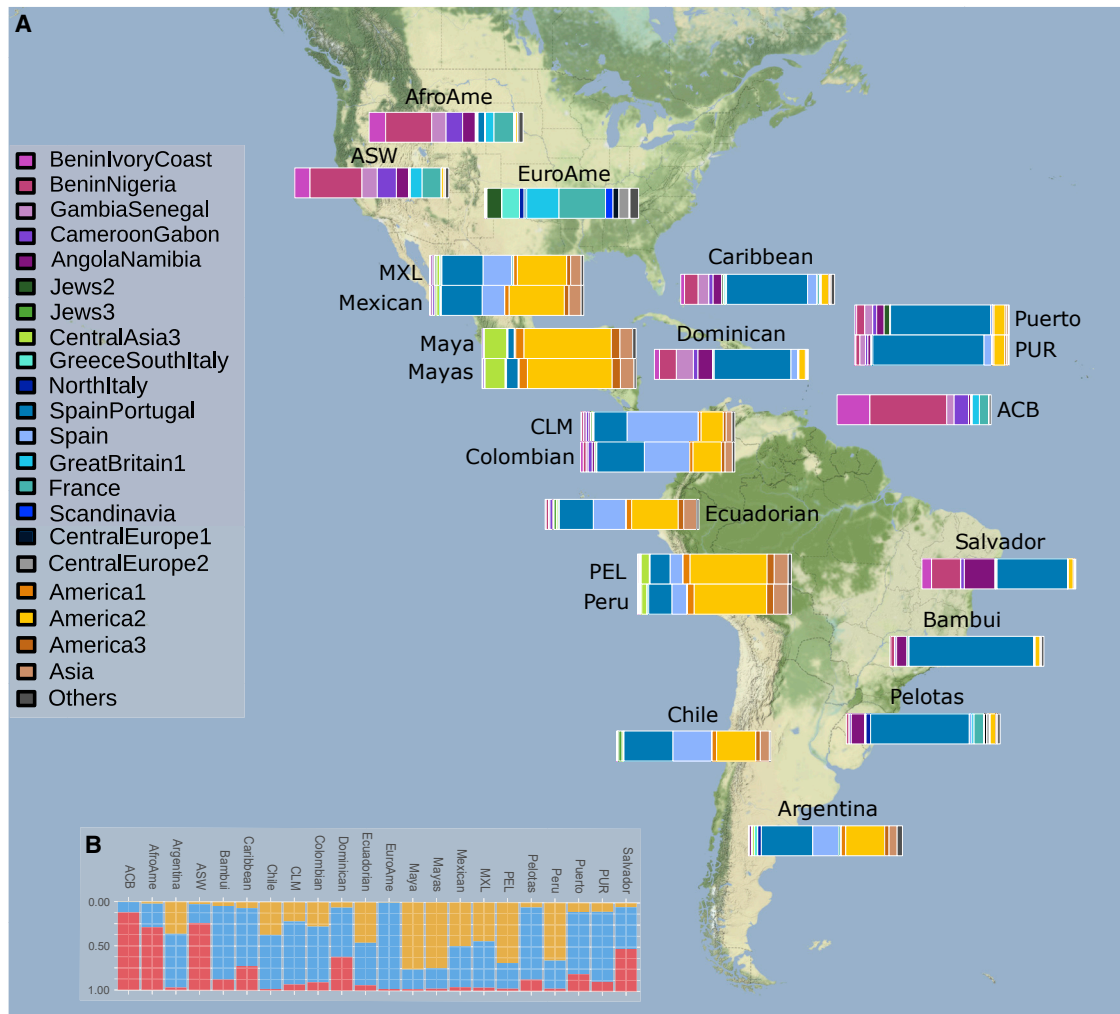 A
AfroAme
ASW
EuroAme
BeninIvoryCoast
BeninNigeria
GambiaSenegal
CameroonGabon
AngolaNamibia
Jews2
Jews3
CentralAsia3
GreeceSouthItaly
NorthItaly
SpainPortugal
Spain
GreatBritain1
France
Scandinavia
CentralEurope1
CentralEurope2
America1
America2
America3
Asia
Others
MXL
Mexican
Caribbean
Puerto
PUR
Maya
Mayas
Dominican
ACB
CLM
Colombian
Ecuadorian
PEL
Peru
Salvador
Bambui
Pelotas
Chile
Argentina
B
ACB
AfroAme
Argentina
ASW
Bambui
Caribbean
Chile
CLM
Colombian
Dominican
Ecuadorian
EuroAme
Maya
Mayas
Mexican
MXL
PEL
Pelotas
Peru
Puerto
PUR
Salvador
0.00
0.50
1.00